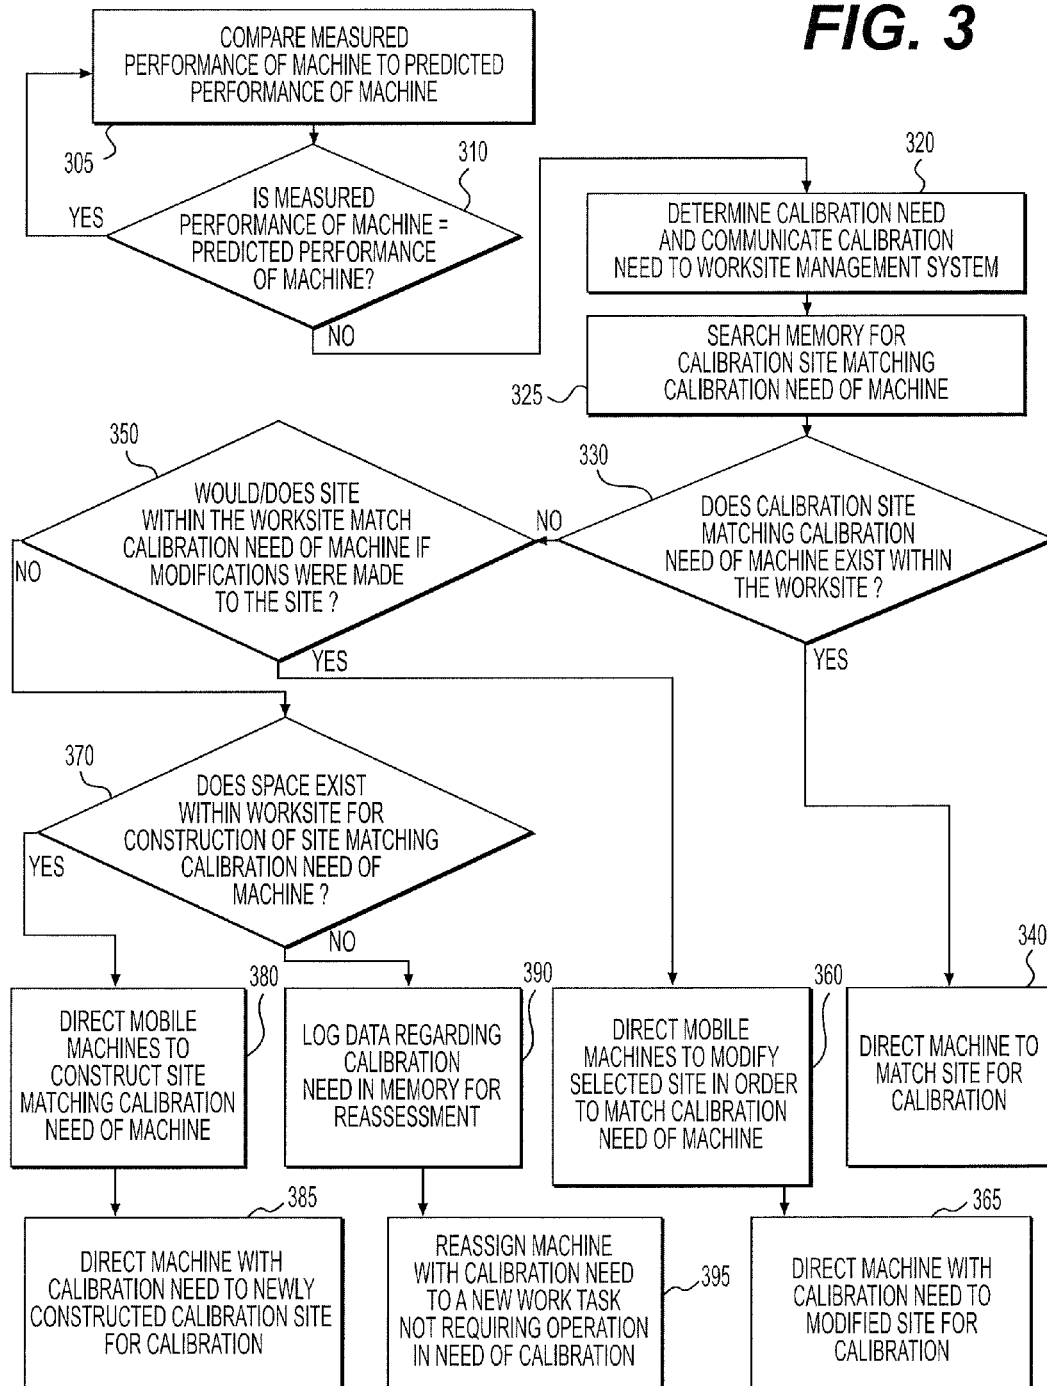 FIG. 3
COMPARE MEASURED
PERFORMANCE OF MACHINE TO PREDICTED
PERFORMANCE OF MACHINE
305
310
IS MEASURED
PERFORMANCE OF MACHINE =
PREDICTED PERFORMANCE
OF MACHINE?
YES
NO
320
DETERMINE CALIBRATION NEED
AND COMMUNICATE CALIBRATION
NEED TO WORKSITE MANAGEMENT SYSTEM
SEARCH MEMORY FOR
CALIBRATION SITE MATCHING
CALIBRATION NEED OF MACHINE
325
330
DOES CALIBRATION SITE
MATCHING CALIBRATION
NEED OF MACHINE EXIST WITHIN
THE WORKSITE ?
NO
YES
350
WOULD/DOES SITE
WITHIN THE WORKSITE MATCH
CALIBRATION NEED OF MACHINE IF
MODIFICATIONS WERE MADE
TO THE SITE ?
NO
YES
370
DOES SPACE EXIST
WITHIN WORKSITE FOR
CONSTRUCTION OF SITE MATCHING
CALIBRATION NEED OF
MACHINE ?
YES
NO
380
DIRECT MOBILE
MACHINES TO
CONSTRUCT SITE
MATCHING CALIBRATION
NEED OF MACHINE
390
LOG DATA REGARDING
CALIBRATION
NEED IN MEMORY FOR
REASSESSMENT
360
DIRECT MOBILE
MACHINES TO MODIFY
SELECTED SITE IN ORDER
TO MATCH CALIBRATION
NEED OF MACHINE
340
DIRECT MACHINE TO
MATCH SITE FOR
CALIBRATION
385
DIRECT MACHINE WITH
CALIBRATION NEED TO NEWLY
CONSTRUCTED CALIBRATION SITE
FOR CALIBRATION
REASSIGN MACHINE
WITH CALIBRATION NEED
TO A NEW WORK TASK
NOT REQUIRING OPERATION
IN NEED OF CALIBRATION
395
365
DIRECT MACHINE WITH
CALIBRATION NEED TO
MODIFIED SITE FOR
CALIBRATION